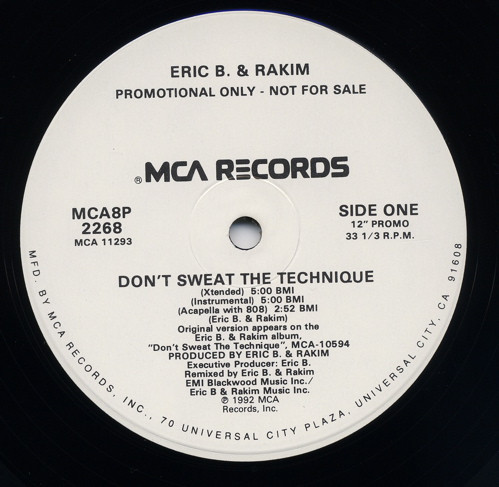 ERIC B. & RAKIM
PROMOTIONAL ONLY - NOT FOR SALE
® MCA RECORDS
MCA8P
2268
MCA 11293
SIDE ONE
12" PROMO
33 1/3 R.P.M.
DON'T SWEAT THE TECHNIQUE
(Xtended) 5:00 BMI
(Instrumental) 5:00 BMI
(Acapella with 808) 2:52 BMI
(Eric B. & Rakim)
Original version appears on the
Eric B. & Rakim album,
"Don't Sweat The Technique", MCA-10594
PRODUCED BY ERIC B. & RAKIM
Executive Producer: Eric B.
Remixed by Eric B. & Rakim
EMI Blackwood Music Inc./
Eric B & Rakim Music Inc.
℗ 1992 MCA
Records, Inc.
MFD. BY MCA RECORDS, INC., 70 UNIVERSAL CITY PLAZA, UNIVERSAL CITY, CA 91608